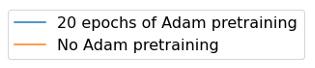 20 epochs of Adam pretraining
No Adam pretraining